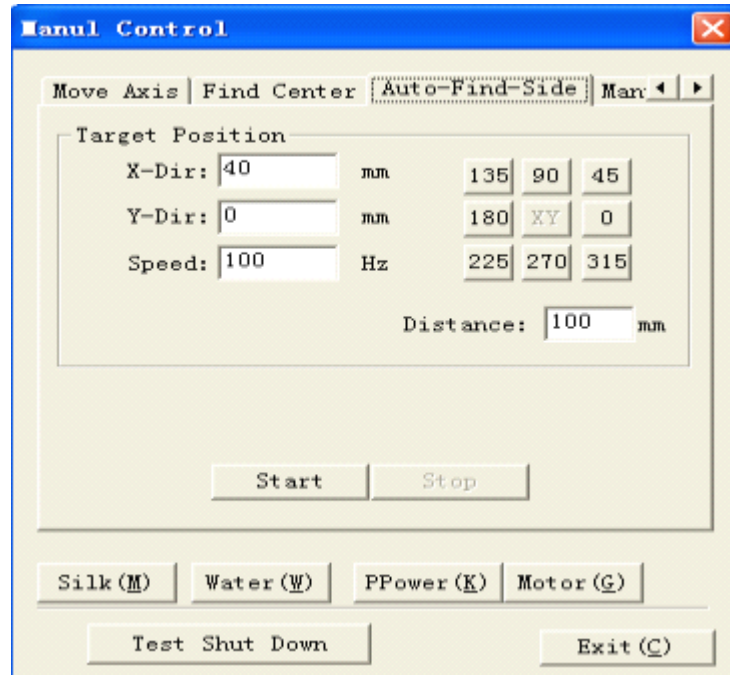 Manul Control
Move Axis Find Center Auto-Find-Side Man
Target Position
X-Dir: 40 mm 135 90 45
Y-Dir: 0 mm 180 XY 0
Speed: 100 Hz 225 270 315
Distance: 100 mm
Start Stop
Silk(M) Water(W) PPower(K) Motor(G)
Test Shut Down Exit(C)